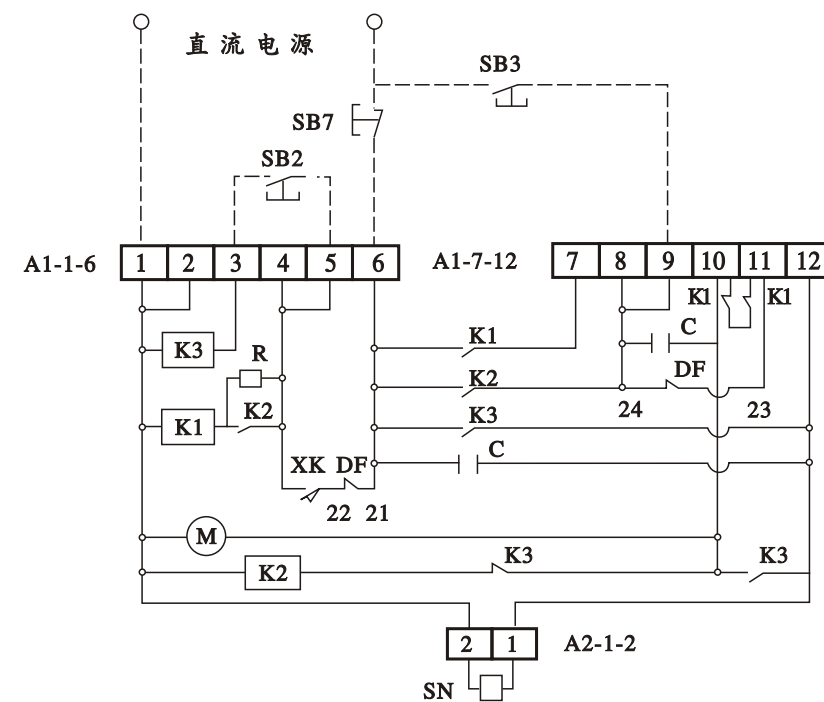 直流电源
SB3
SB7
SB2
A1-1-6 1 2 3 4 5 6 A1-7-12 7 8 9 10 11 12
K1 K1
K3 R K1 C
K2 DF
K1 K2 K3 24 23
XK DF C
22 21
M
K2 K3 K3
2 1 A2-1-2
SN